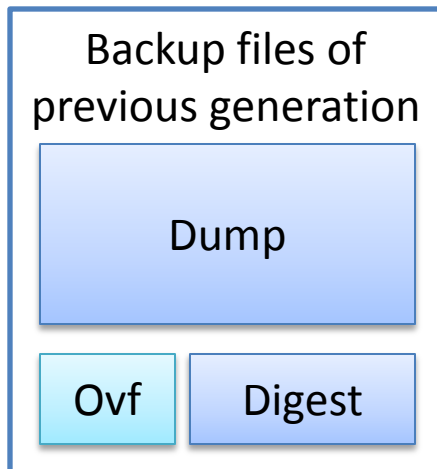 Backup files of
previous generation
Dump
Ovf
Digest